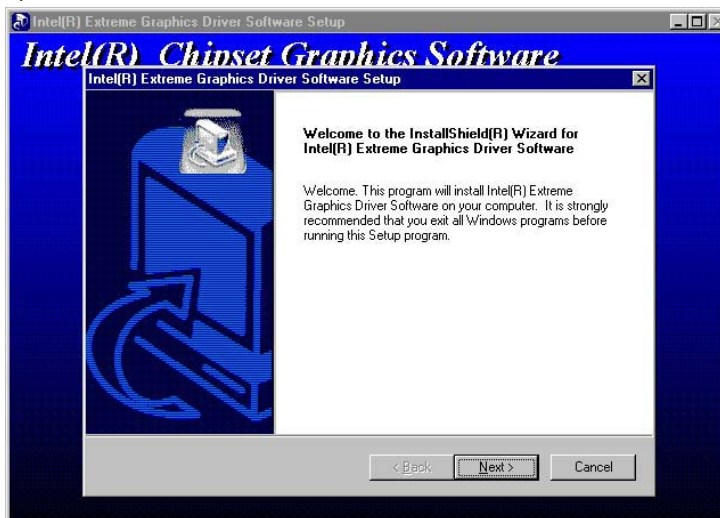 Intel(R) Extreme Graphics Driver Software Setup
Intel(R) Chipset Graphics Software
Intel(R) Extreme Graphics Driver Software Setup
Welcome to the InstallShield(R) Wizard for
Intel(R) Extreme Graphics Driver Software
Welcome. This program will install Intel(R) Extreme
Graphics Driver Software on your computer. It is strongly
recommended that you exit all Windows programs before
running this Setup program.
< Back Next > Cancel